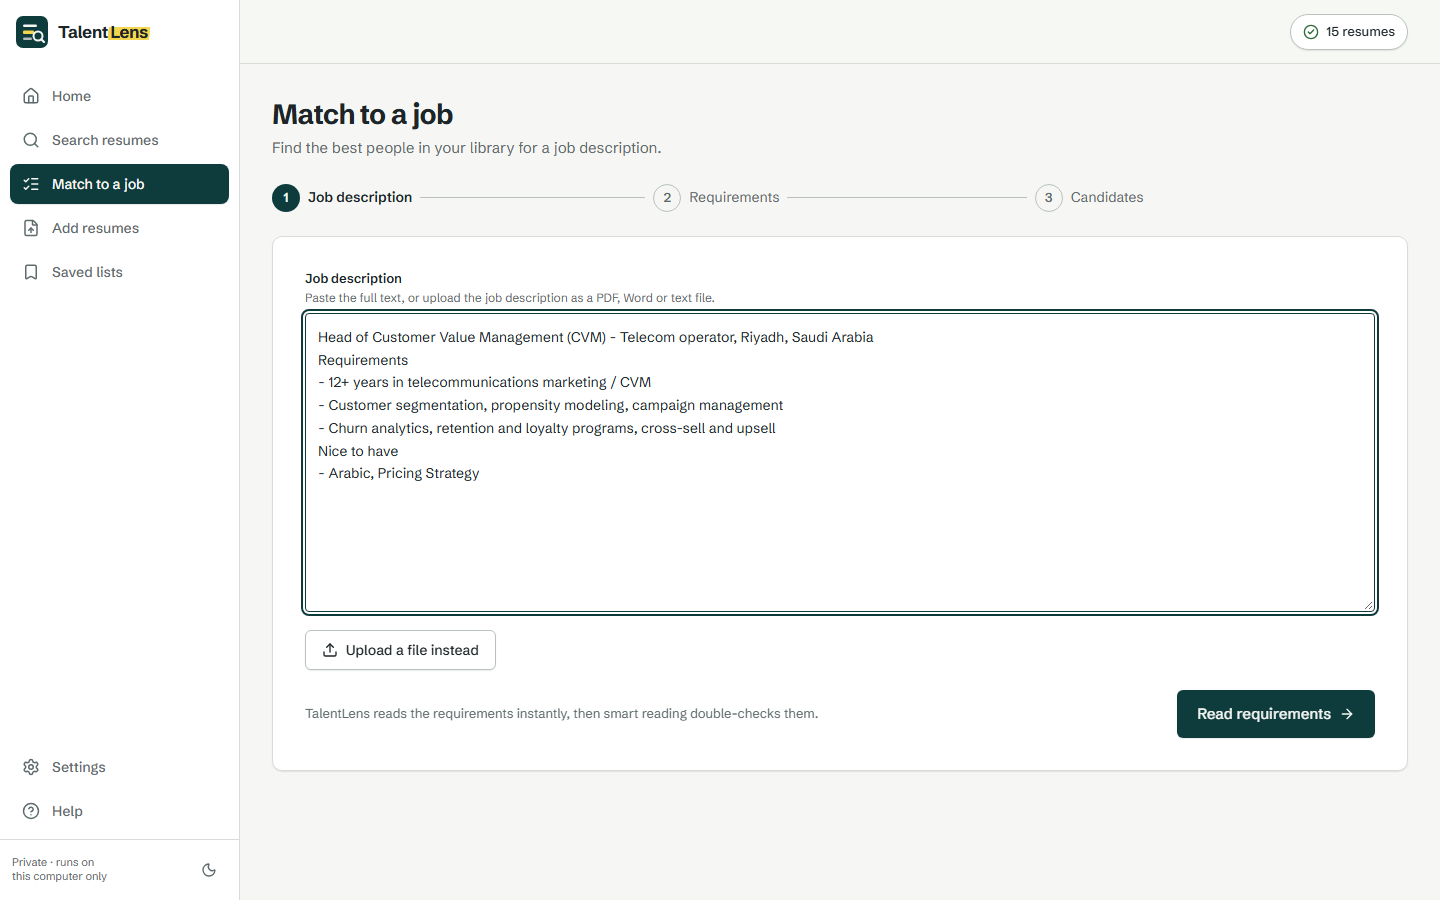 TalentLens
15 resumes
Home
Search resumes
Match to a job
Add resumes
Saved lists
Settings
Help
Private · runs on
this computer only
Match to a job
Find the best people in your library for a job description.
1 Job description
2 Requirements
3 Candidates
Job description
Paste the full text, or upload the job description as a PDF, Word or text file.
Head of Customer Value Management (CVM) - Telecom operator, Riyadh, Saudi Arabia
Requirements
- 12+ years in telecommunications marketing / CVM
- Customer segmentation, propensity modeling, campaign management
- Churn analytics, retention and loyalty programs, cross-sell and upsell
Nice to have
- Arabic, Pricing Strategy
Upload a file instead
TalentLens reads the requirements instantly, then smart reading double-checks them.
Read requirements →